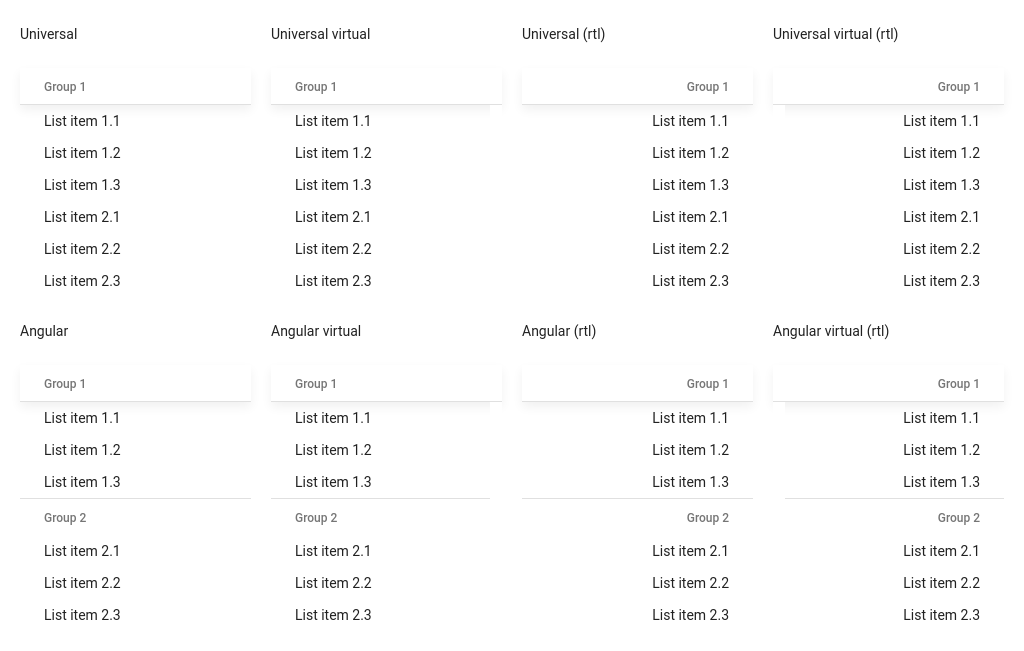 Universal
Group 1
List item 1.1
List item 1.2
List item 1.3
List item 2.1
List item 2.2
List item 2.3
Universal virtual
Group 1
List item 1.1
List item 1.2
List item 1.3
List item 2.1
List item 2.2
List item 2.3
Universal (rtl)
Group 1
List item 1.1
List item 1.2
List item 1.3
List item 2.1
List item 2.2
List item 2.3
Universal virtual (rtl)
Group 1
List item 1.1
List item 1.2
List item 1.3
List item 2.1
List item 2.2
List item 2.3
Angular
Group 1
List item 1.1
List item 1.2
List item 1.3
Group 2
List item 2.1
List item 2.2
List item 2.3
Angular virtual
Group 1
List item 1.1
List item 1.2
List item 1.3
Group 2
List item 2.1
List item 2.2
List item 2.3
Angular (rtl)
Group 1
List item 1.1
List item 1.2
List item 1.3
Group 2
List item 2.1
List item 2.2
List item 2.3
Angular virtual (rtl)
Group 1
List item 1.1
List item 1.2
List item 1.3
Group 2
List item 2.1
List item 2.2
List item 2.3